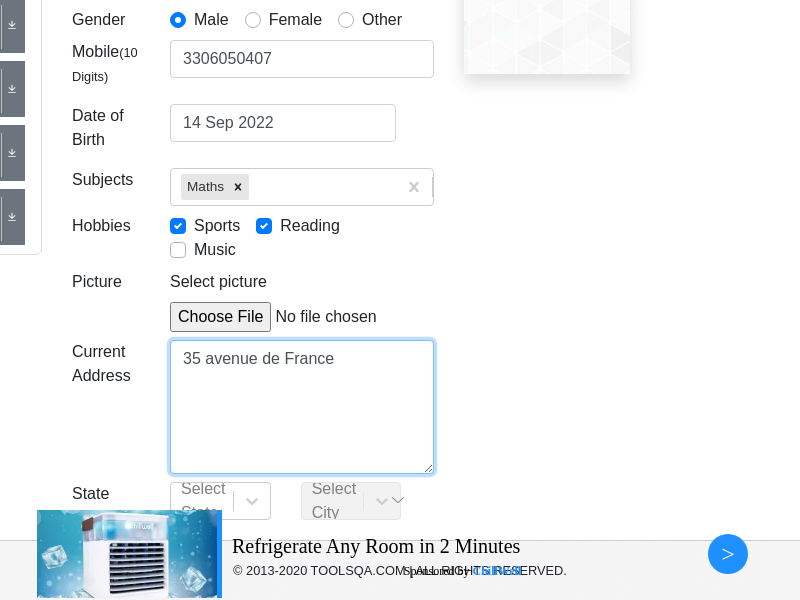 Gender Male Female Other
Mobile(10 Digits) 3306050407
Date of Birth 14 Sep 2022
Subjects Maths
Hobbies Sports Reading
Music
Picture Select picture
Choose File No file chosen
Current Address 35 avenue de France
State Select State Select City
Refrigerate Any Room in 2 Minutes
© 2013-2020 TOOLSQA.COM | ALL RIGHTS RESERVED.
Sponsored by